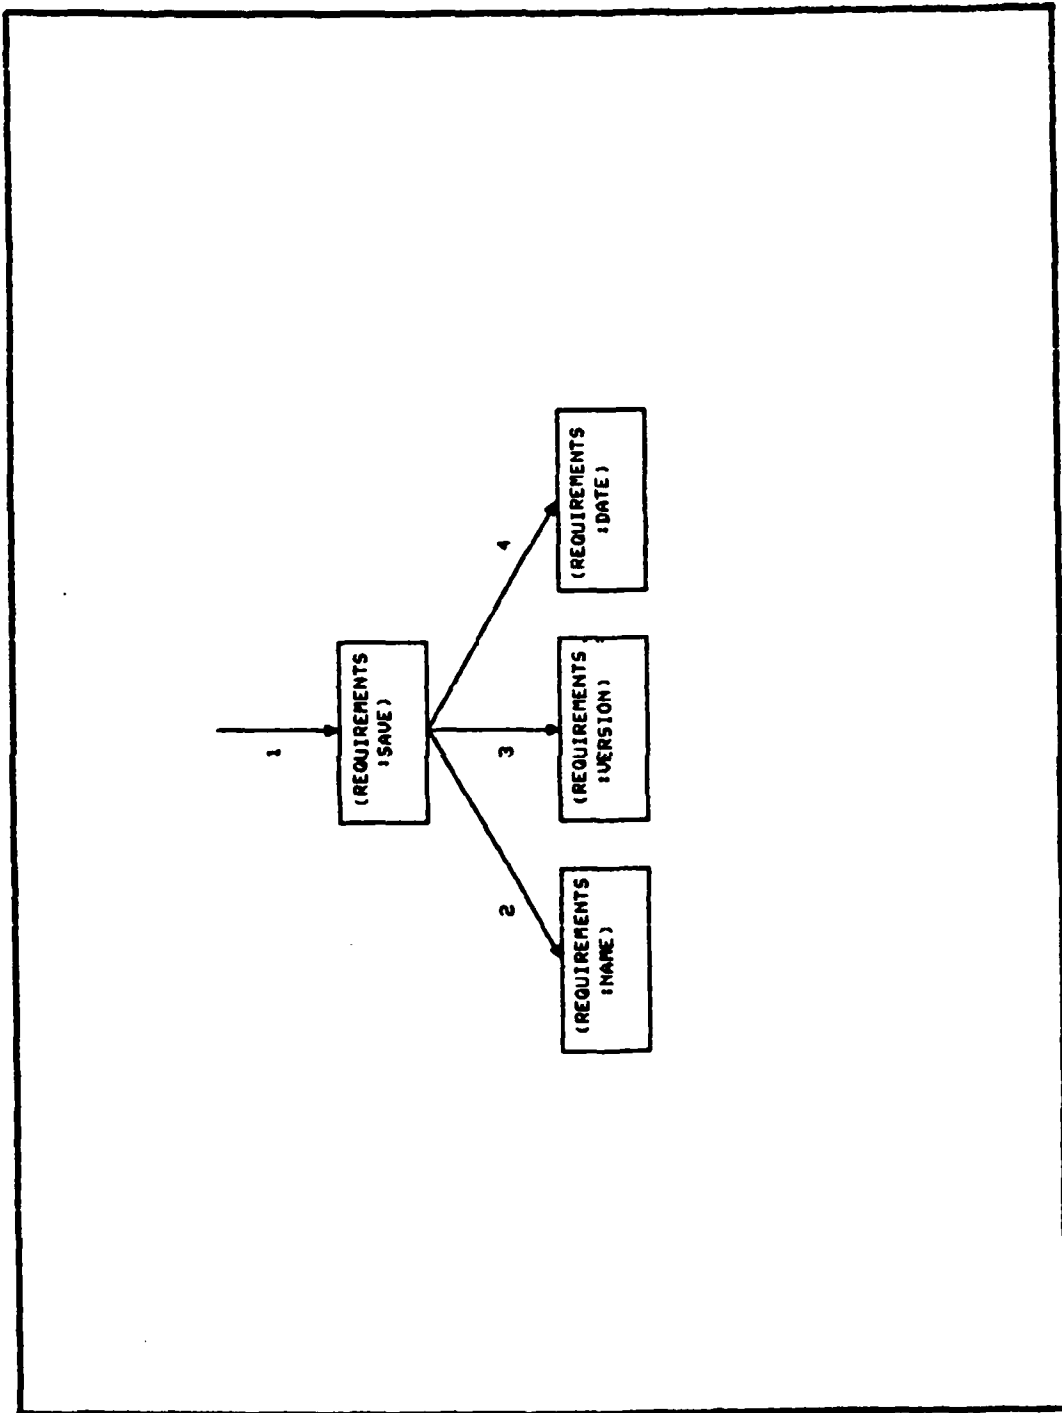 1
(REQUIREMENTS
:SAVE)
2
3
4
(REQUIREMENTS
:NAME)
(REQUIREMENTS
:VERSION)
(REQUIREMENTS
:DATE)